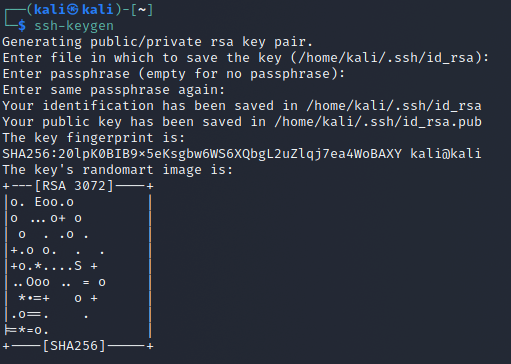 ┌──(kali㉿kali)-[~]
└─$ ssh-keygen
Generating public/private rsa key pair.
Enter file in which to save the key (/home/kali/.ssh/id_rsa):
Enter passphrase (empty for no passphrase):
Enter same passphrase again:
Your identification has been saved in /home/kali/.ssh/id_rsa
Your public key has been saved in /home/kali/.ssh/id_rsa.pub
The key fingerprint is:
SHA256:20lpK0BIB9×5eKsgbw6WS6XQbgL2uZlqj7ea4WoBAXY kali@kali
The key's randomart image is:
+---[RSA 3072]----+
|o. Eoo.o         |
|o ...o+ o        |
| o  . .o .       |
|+.o o.  .  .     |
|+o.*....S +      |
|..Ooo .. = o     |
| *•=+   o +      |
|.o==.    .       |
|=*=o.            |
+----[SHA256]-----+